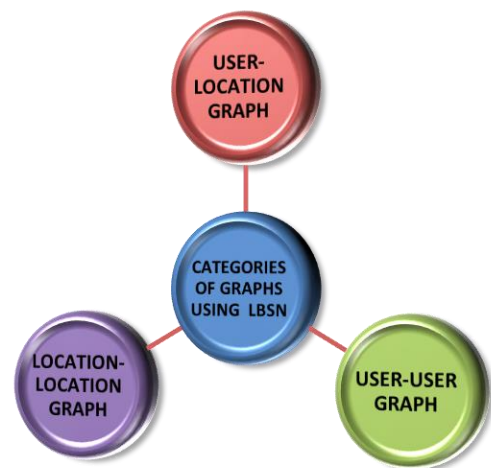 USER-
LOCATION
GRAPH
CATEGORIES
OF GRAPHS
USING LBSN
LOCATION-
LOCATION
GRAPH
USER-USER
GRAPH